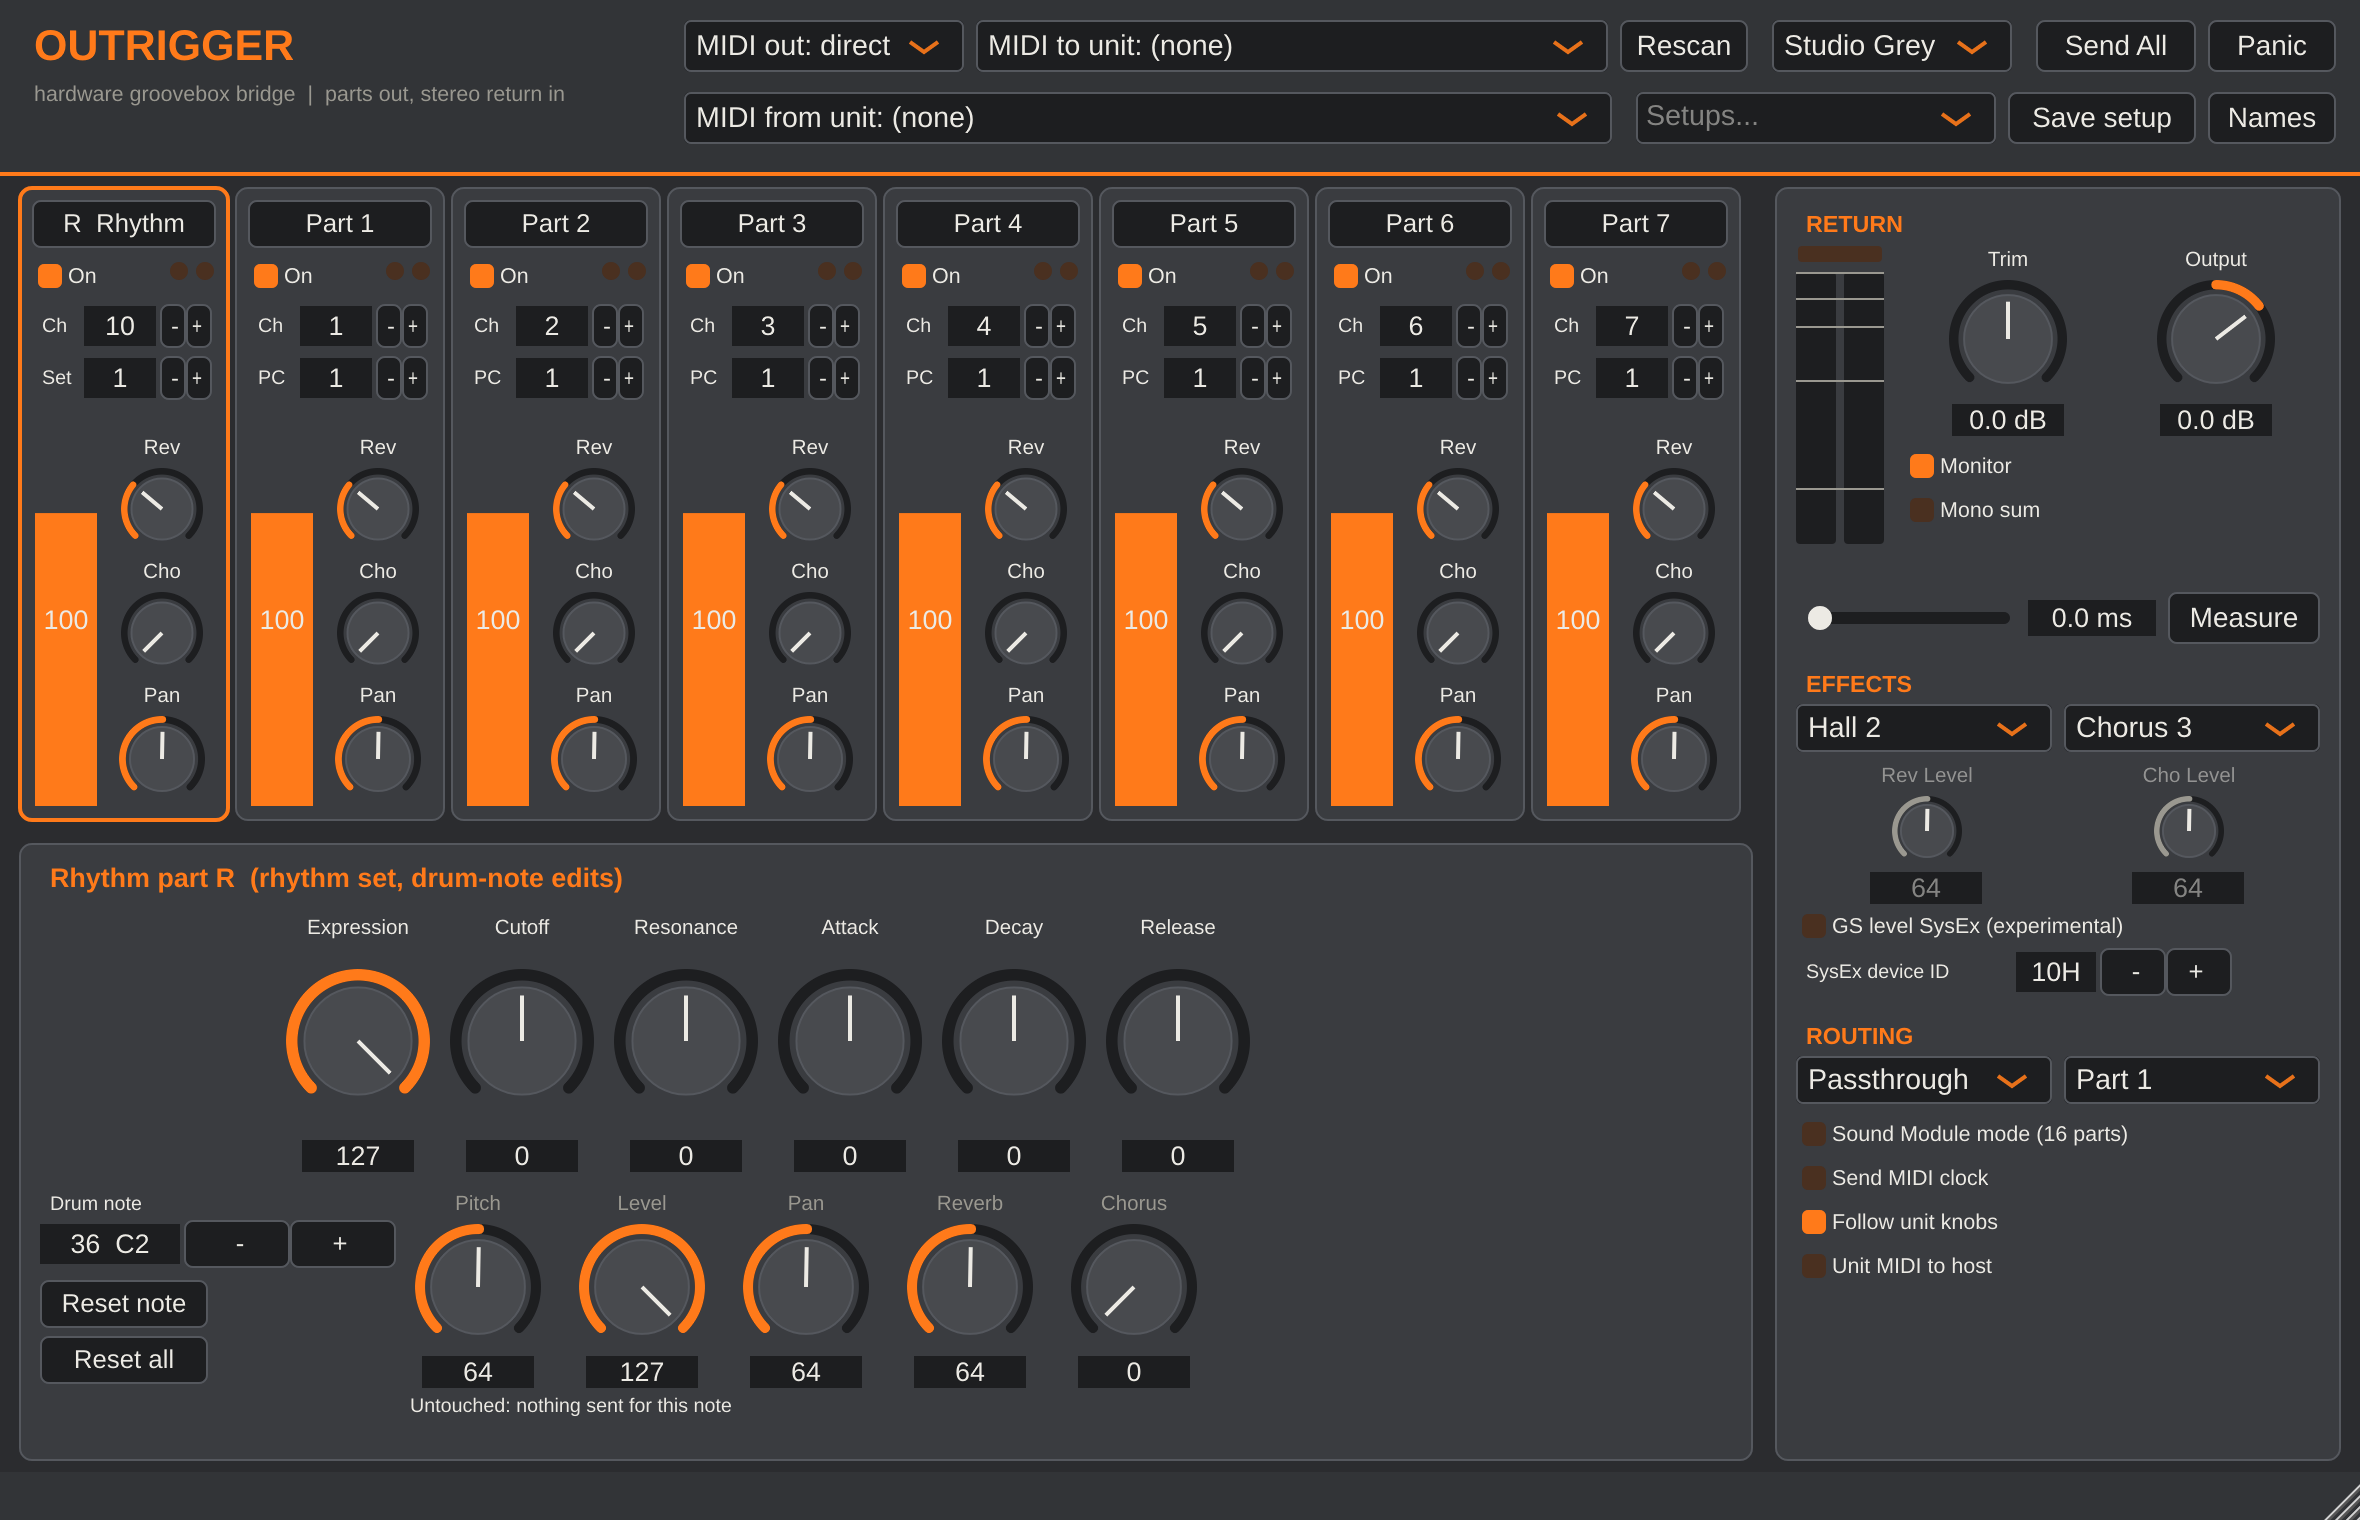 OUTRIGGER
hardware groovebox bridge | parts out, stereo return in
MIDI out: direct
MIDI to unit: (none)
Rescan
Studio Grey
Send All
Panic
MIDI from unit: (none)
Setups...
Save setup
Names
R Rhythm
On
Ch 10 - +
Set 1 - +
Rev
Cho
100
Pan
Part 1
On
Ch 1 - +
PC 1 - +
Rev
Cho
100
Pan
Part 2
On
Ch 2 - +
PC 1 - +
Rev
Cho
100
Pan
Part 3
On
Ch 3 - +
PC 1 - +
Rev
Cho
100
Pan
Part 4
On
Ch 4 - +
PC 1 - +
Rev
Cho
100
Pan
Part 5
On
Ch 5 - +
PC 1 - +
Rev
Cho
100
Pan
Part 6
On
Ch 6 - +
PC 1 - +
Rev
Cho
100
Pan
Part 7
On
Ch 7 - +
PC 1 - +
Rev
Cho
100
Pan
RETURN
Trim Output
0.0 dB 0.0 dB
Monitor
Mono sum
0.0 ms Measure
EFFECTS
Hall 2 Chorus 3
Rev Level Cho Level
64 64
GS level SysEx (experimental)
SysEx device ID 10H - +
ROUTING
Passthrough Part 1
Sound Module mode (16 parts)
Send MIDI clock
Follow unit knobs
Unit MIDI to host
Rhythm part R (rhythm set, drum-note edits)
Expression Cutoff Resonance Attack Decay Release
127 0 0 0 0 0
Drum note Pitch Level Pan Reverb Chorus
36 C2 - +
Reset note
Reset all
64 127 64 64 0
Untouched: nothing sent for this note